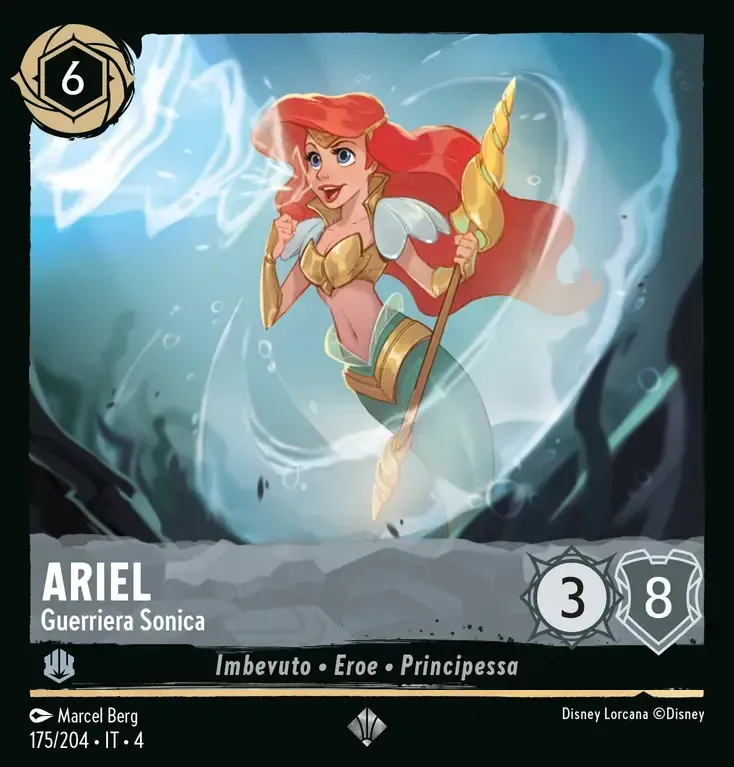 6
ARIEL
Guerriera Sonica
3
8
Imbevuto • Eroe • Principessa
Marcel Berg
Disney Lorcana ©Disney
175/204 • IT • 4